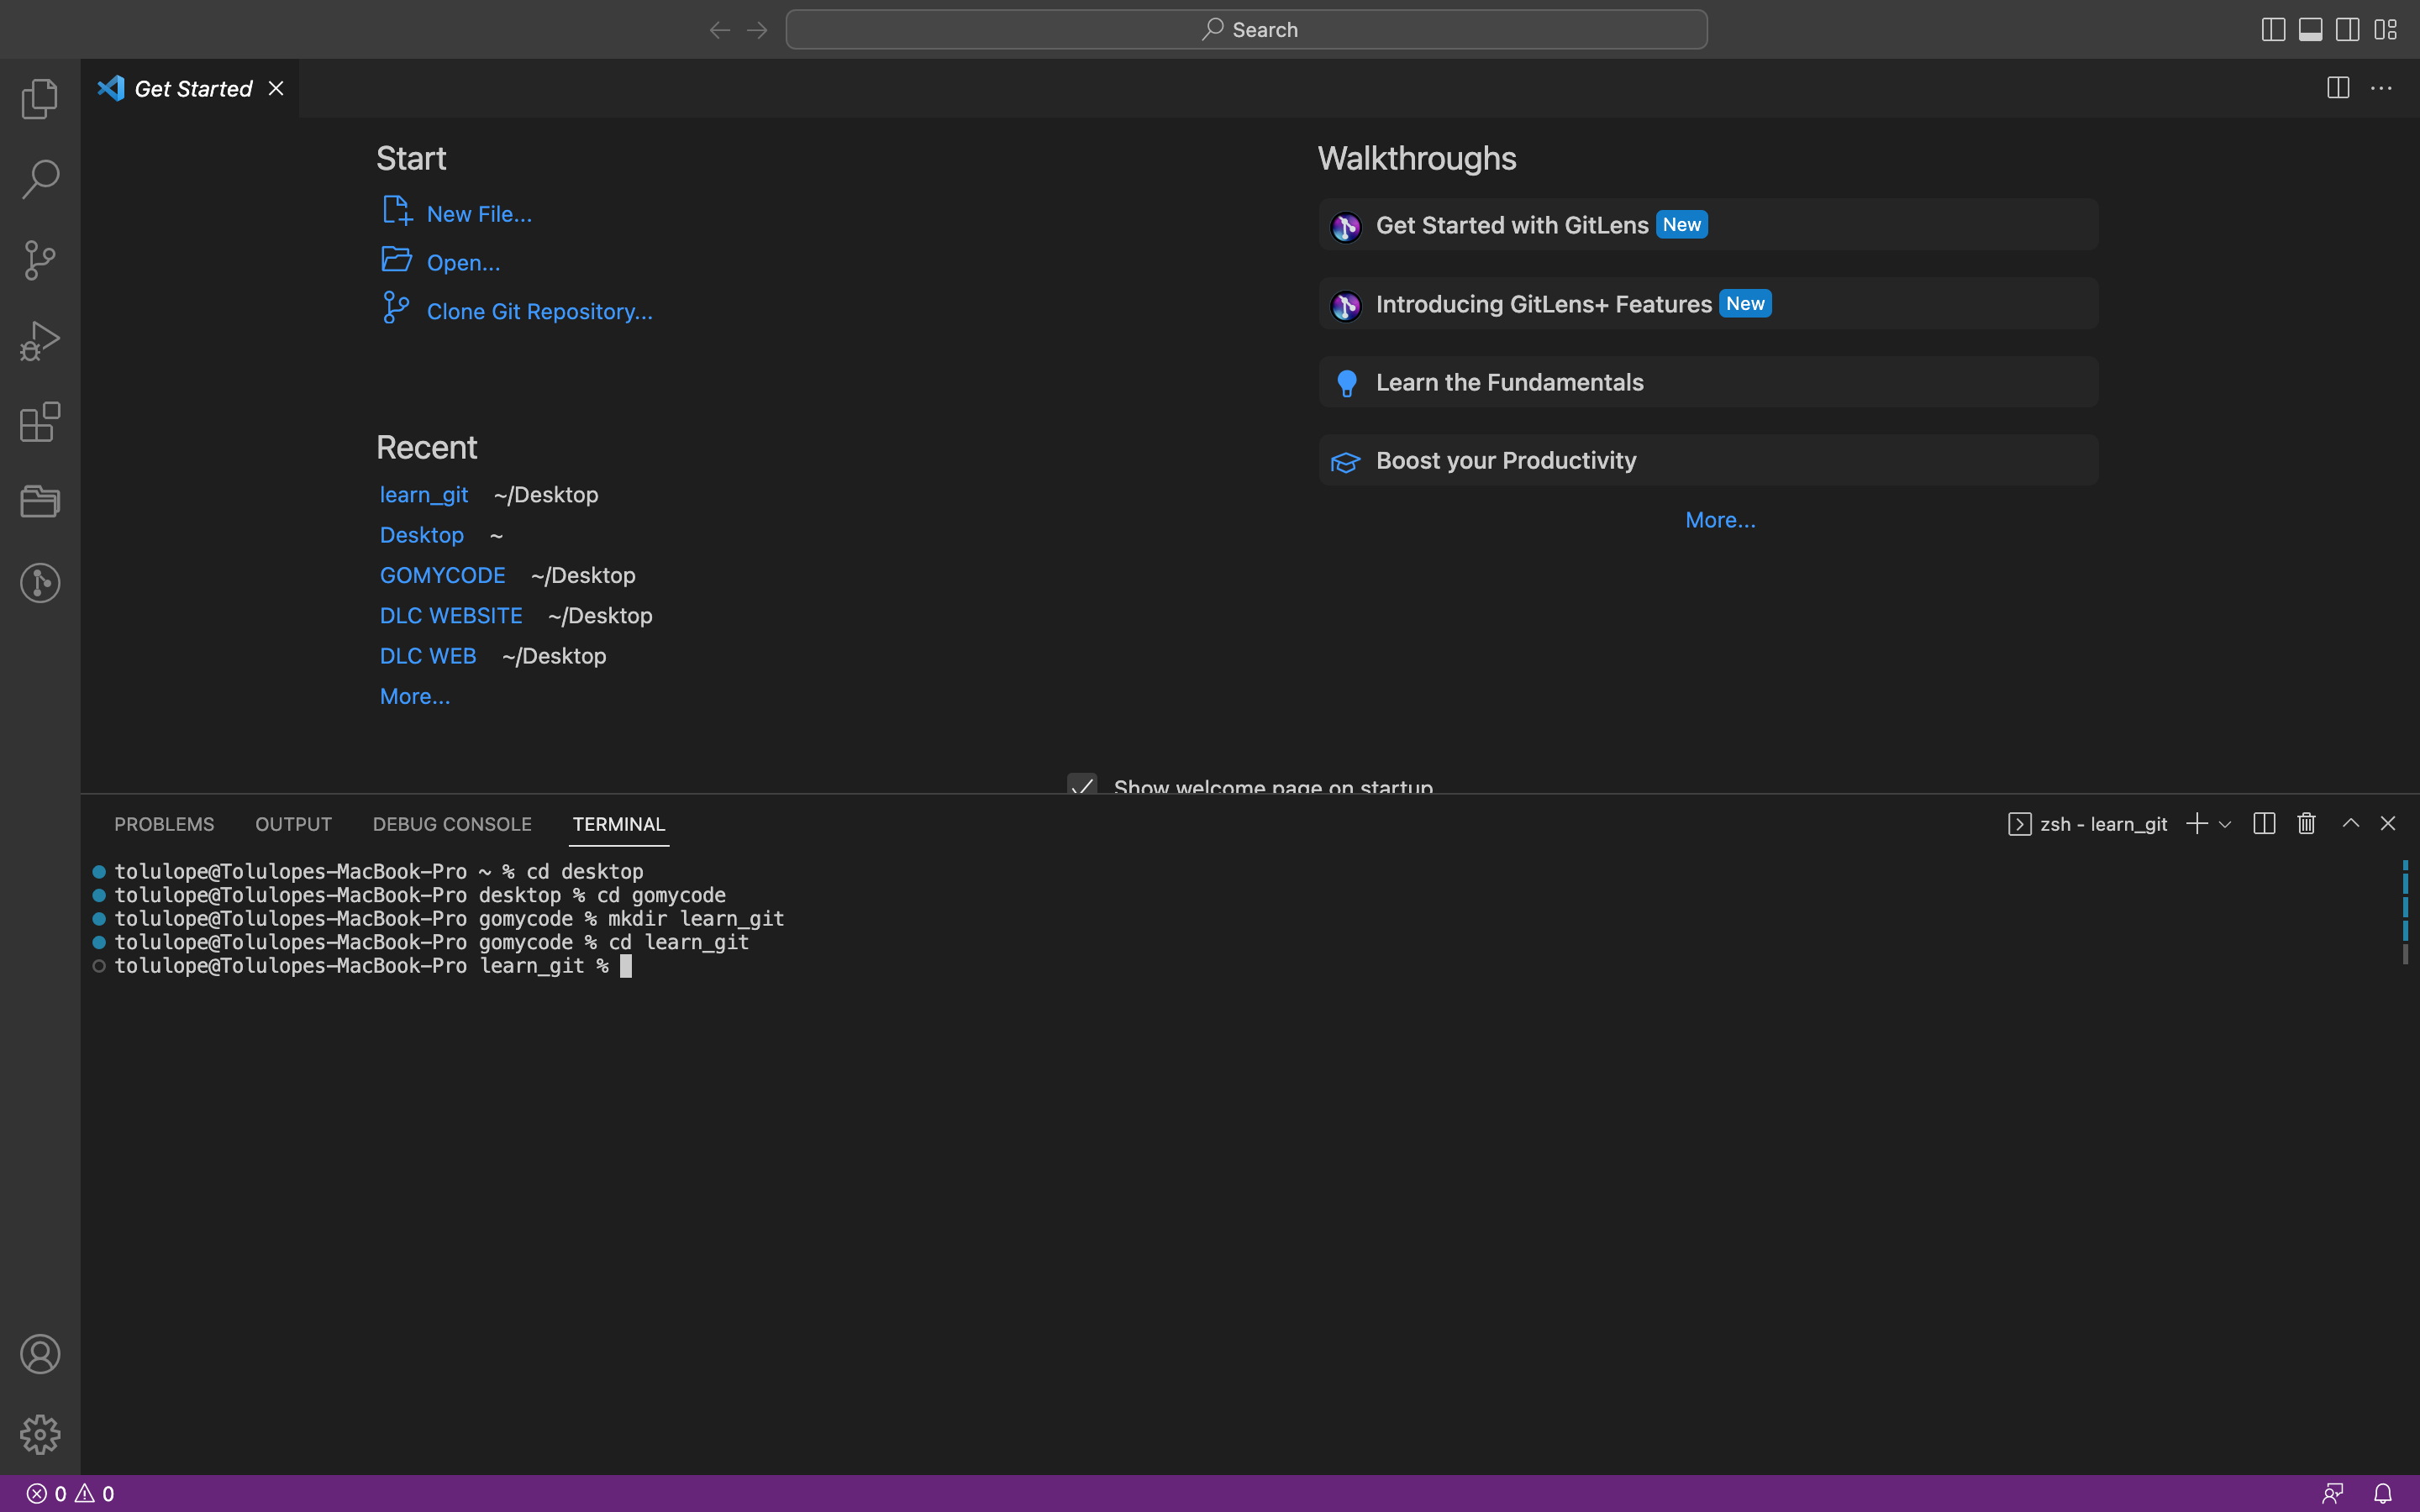 Search
Get Started
Start
New File...
Open...
Clone Git Repository...
Recent
learn_git ~/Desktop
Desktop ~
GOMYCODE ~/Desktop
DLC WEBSITE ~/Desktop
DLC WEB ~/Desktop
More...
Walkthroughs
Get Started with GitLens New
Introducing GitLens+ Features New
Learn the Fundamentals
Boost your Productivity
More...
Show welcome page on startup
PROBLEMS OUTPUT DEBUG CONSOLE TERMINAL
zsh - learn_git
tolulope@Tolulopes-MacBook-Pro ~ % cd desktop
tolulope@Tolulopes-MacBook-Pro desktop % cd gomycode
tolulope@Tolulopes-MacBook-Pro gomycode % mkdir learn_git
tolulope@Tolulopes-MacBook-Pro gomycode % cd learn_git
tolulope@Tolulopes-MacBook-Pro learn_git %
0 0